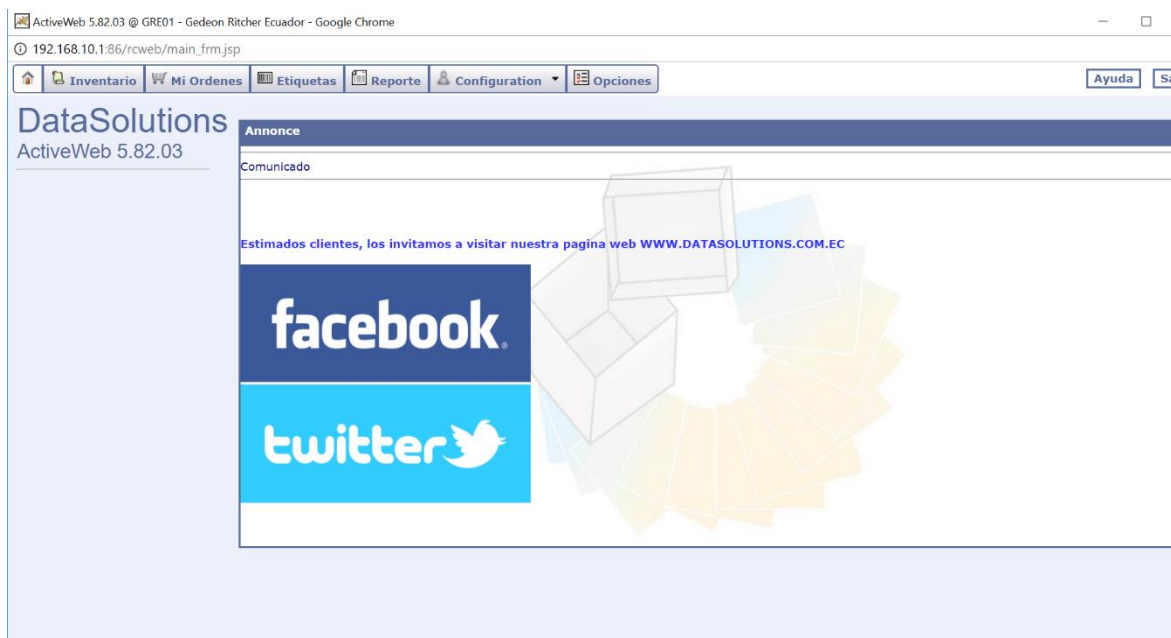 ActiveWeb 5.82.03 @ GRE01 - Gedeon Ritcher Ecuador - Google Chrome
192.168.10.1:86/rcweb/main_frm.jsp
Inventario Mi Ordenes Etiquetas Reporte Configuration Opciones Ayuda Sa
DataSolutions
ActiveWeb 5.82.03
Annonce
Comunicado
Estimados clientes, los invitamos a visitar nuestra pagina web WWW.DATASOLUTIONS.COM.EC
facebook®
twitter